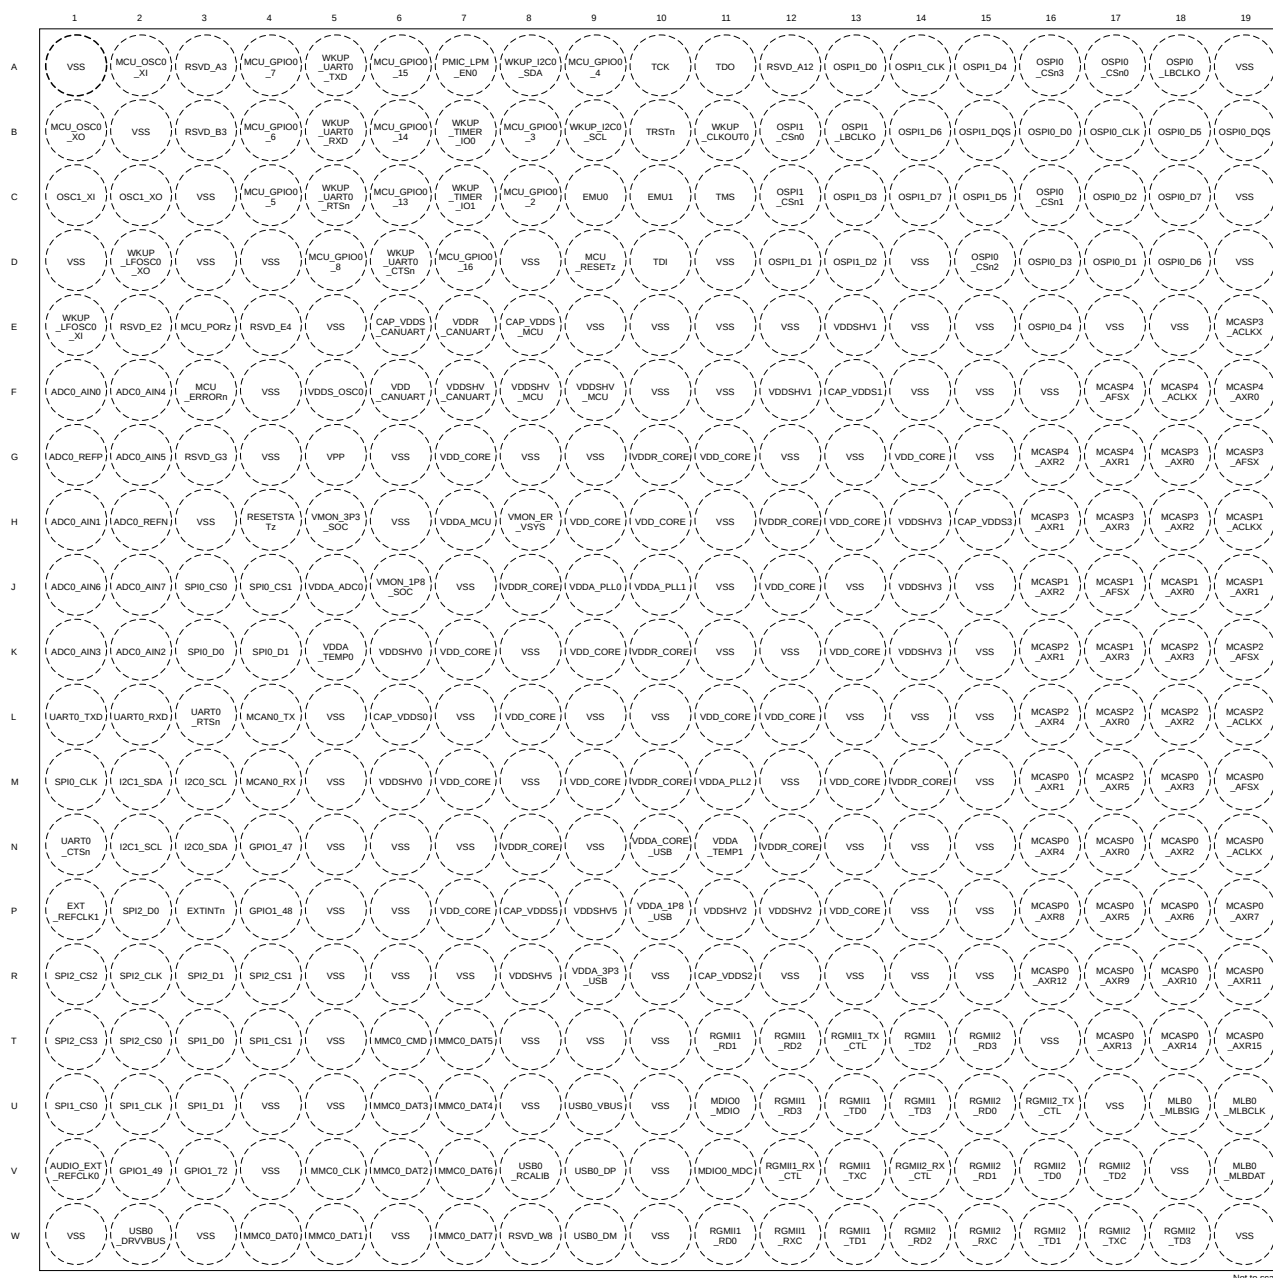 1 2 3 4 5 6 7 8 9 10 11 12 13 14 15 16 17 18 19
A VSS MCU_OSC0_XI RSVD_A3 MCU_GPIO0_7 WKUP_UART0_TXD MCU_GPIO0_15 PMIC_LPM_EN0 WKUP_I2C0_SDA MCU_GPIO0_4 TCK TDO RSVD_A12 OSPI1_D0 OSPI1_CLK OSPI1_D4 OSPI0_CSn3 OSPI0_CSn0 OSPI0_LBCLKO VSS
B MCU_OSC0_XO VSS RSVD_B3 MCU_GPIO0_6 WKUP_UART0_RXD MCU_GPIO0_14 WKUP_TIMER_IO0 MCU_GPIO0_3 WKUP_I2C0_SCL TRSTn WKUP_CLKOUT0 OSPI1_CSn0 OSPI1_LBCLKO OSPI1_D6 OSPI1_DQS OSPI0_D0 OSPI0_CLK OSPI0_D5 OSPI0_DQS
C OSC1_XI OSC1_XO VSS MCU_GPIO0_5 WKUP_UART0_RTSn MCU_GPIO0_13 WKUP_TIMER_IO1 MCU_GPIO0_2 EMU0 EMU1 TMS OSPI1_CSn1 OSPI1_D3 OSPI1_D7 OSPI1_D5 OSPI0_CSn1 OSPI0_D2 OSPI0_D7 VSS
D VSS WKUP_LFOSC0_XO VSS VSS MCU_GPIO0_8 WKUP_UART0_CTSn MCU_GPIO0_16 VSS MCU_RESETz TDI VSS OSPI1_D1 OSPI1_D2 VSS OSPI0_CSn2 OSPI0_D3 OSPI0_D1 OSPI0_D6 VSS
E WKUP_LFOSC0_XI RSVD_E2 MCU_PORz RSVD_E4 VSS CAP_VDDS_CANUART VDDR_CANUART CAP_VDDS_MCU VSS VSS VSS VSS VDDSHV1 VSS VSS OSPI0_D4 VSS VSS MCASP3_ACLKX
F ADC0_AIN0 ADC0_AIN4 MCU_ERRORn VSS VDDS_OSC0 VDD_CANUART VDDSHV_CANUART VDDSHV_MCU VDDSHV_MCU VSS VSS VDDSHV1 CAP_VDDS1 VSS VSS VSS MCASP4_AFSX MCASP4_ACLKX MCASP4_AXR0
G ADC0_REFP ADC0_AIN5 RSVD_G3 VSS VPP VSS VDD_CORE VSS VSS VDDR_CORE VDD_CORE VSS VSS VDD_CORE VSS MCASP4_AXR2 MCASP4_AXR1 MCASP3_AXR0 MCASP3_AFSX
H ADC0_AIN1 ADC0_REFN VSS RESETSTATz VMON_3P3_SOC VSS VDDA_MCU VMON_ER_VSYS VDD_CORE VDD_CORE VSS VDDR_CORE VDD_CORE VDDSHV3 CAP_VDDS3 MCASP3_AXR1 MCASP3_AXR3 MCASP3_AXR2 MCASP1_ACLKX
J ADC0_AIN6 ADC0_AIN7 SPI0_CS0 SPI0_CS1 VDDA_ADC0 VMON_1P8_SOC VSS VDDR_CORE VDDA_PLL0 VDDA_PLL1 VSS VDD_CORE VSS VDDSHV3 VSS MCASP1_AXR2 MCASP1_AFSX MCASP1_AXR0 MCASP1_AXR1
K ADC0_AIN3 ADC0_AIN2 SPI0_D0 SPI0_D1 VDDA_TEMP0 VDDSHV0 VDD_CORE VSS VDD_CORE VDDR_CORE VSS VSS VDD_CORE VDDSHV3 VSS MCASP2_AXR1 MCASP1_AXR3 MCASP2_AXR3 MCASP2_AFSX
L UART0_TXD UART0_RXD UART0_RTSn MCAN0_TX VSS CAP_VDDS0 VSS VDD_CORE VSS VSS VDD_CORE VDD_CORE VSS VSS VSS MCASP2_AXR4 MCASP2_AXR0 MCASP2_AXR2 MCASP2_ACLKX
M SPI0_CLK I2C1_SDA I2C0_SCL MCAN0_RX VSS VDDSHV0 VDD_CORE VSS VDD_CORE VDDR_CORE VDDA_PLL2 VSS VDD_CORE VDDR_CORE VSS MCASP0_AXR1 MCASP2_AXR5 MCASP0_AXR3 MCASP0_AFSX
N UART0_CTSn I2C1_SCL I2C0_SDA GPIO1_47 VSS VSS VSS VDDR_CORE VSS VDDA_CORE_USB VDDA_TEMP1 VDDR_CORE VSS VSS VSS MCASP0_AXR4 MCASP0_AXR0 MCASP0_AXR2 MCASP0_ACLKX
P EXT_REFCLK1 SPI2_D0 EXTINTn GPIO1_48 VSS VSS VDD_CORE CAP_VDDS5 VDDSHV5 VDDA_1P8_USB VDDSHV2 VDDSHV2 VDD_CORE VSS VSS MCASP0_AXR8 MCASP0_AXR5 MCASP0_AXR6 MCASP0_AXR7
R SPI2_CS2 SPI2_CLK SPI2_D1 SPI2_CS1 VSS VSS VSS VDDSHV5 VDDA_3P3_USB VSS CAP_VDDS2 VSS VSS VSS VSS MCASP0_AXR12 MCASP0_AXR9 MCASP0_AXR10 MCASP0_AXR11
T SPI2_CS3 SPI2_CS0 SPI1_D0 SPI1_CS1 VSS MMC0_CMD MMC0_DAT5 VSS VSS VSS RGMII1_RD1 RGMII1_RD2 RGMII1_TX_CTL RGMII1_TD2 RGMII2_RD3 VSS MCASP0_AXR13 MCASP0_AXR14 MCASP0_AXR15
U SPI1_CS0 SPI1_CLK SPI1_D1 VSS VSS MMC0_DAT3 MMC0_DAT4 VSS USB0_VBUS VSS MDIO0_MDIO RGMII1_RD3 RGMII1_TD0 RGMII1_TD3 RGMII2_RD0 RGMII2_TX_CTL VSS MLB0_MLBSIG MLB0_MLBCLK
V AUDIO_EXT_REFCLK0 GPIO1_49 GPIO1_72 VSS MMC0_CLK MMC0_DAT2 MMC0_DAT6 USB0_RCALIB USB0_DP VSS MDIO0_MDC RGMII1_RX_CTL RGMII1_TXC RGMII2_RX_CTL RGMII2_RD1 RGMII2_TD0 RGMII2_TD2 VSS MLB0_MLBDAT
W VSS USB0_DRVVBUS VSS MMC0_DAT0 MMC0_DAT1 VSS MMC0_DAT7 RSVD_W8 USB0_DM VSS RGMII1_RD0 RGMII1_RXC RGMII1_TD1 RGMII2_RD2 RGMII2_RXC RGMII2_TD1 RGMII2_TXC RGMII2_TD3 VSS
Not to